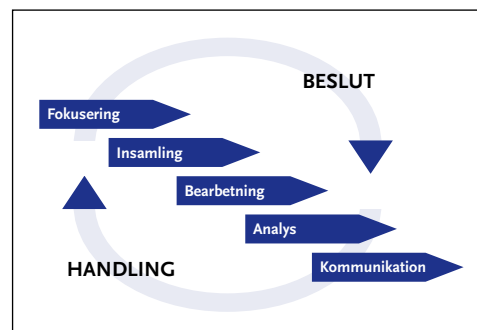 BESLUT
Fokusering
Insamling
Bearbetning
Analys
Kommunikation
HANDLING